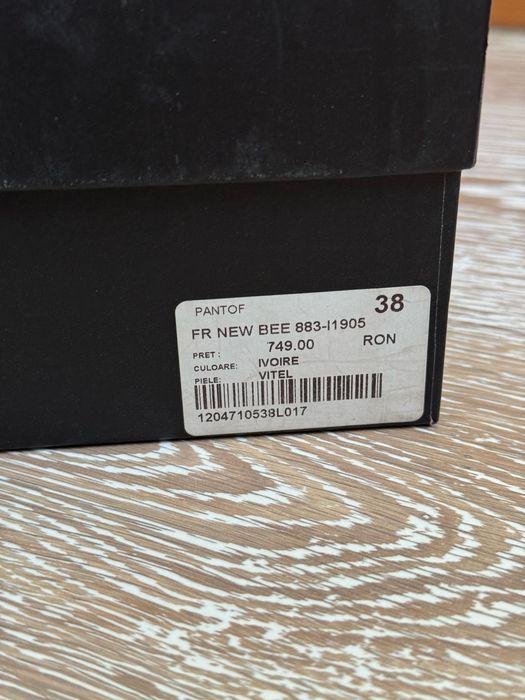 PANTOF 38
FR NEW BEE 883-I1905
PRET : 749.00 RON
CULOARE: IVOIRE
PIELE: VITEL
1204710538L017